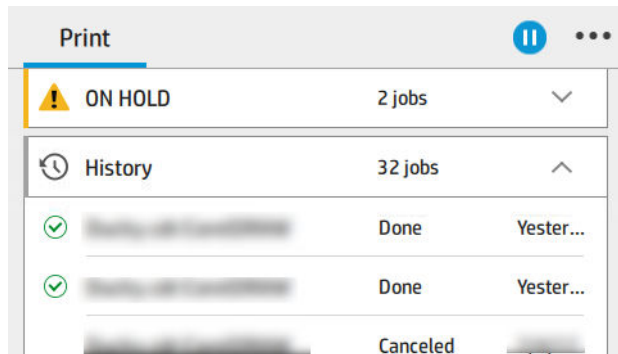 Print
ON HOLD 2 jobs
History 32 jobs
Done Yester...
Done Yester...
Canceled